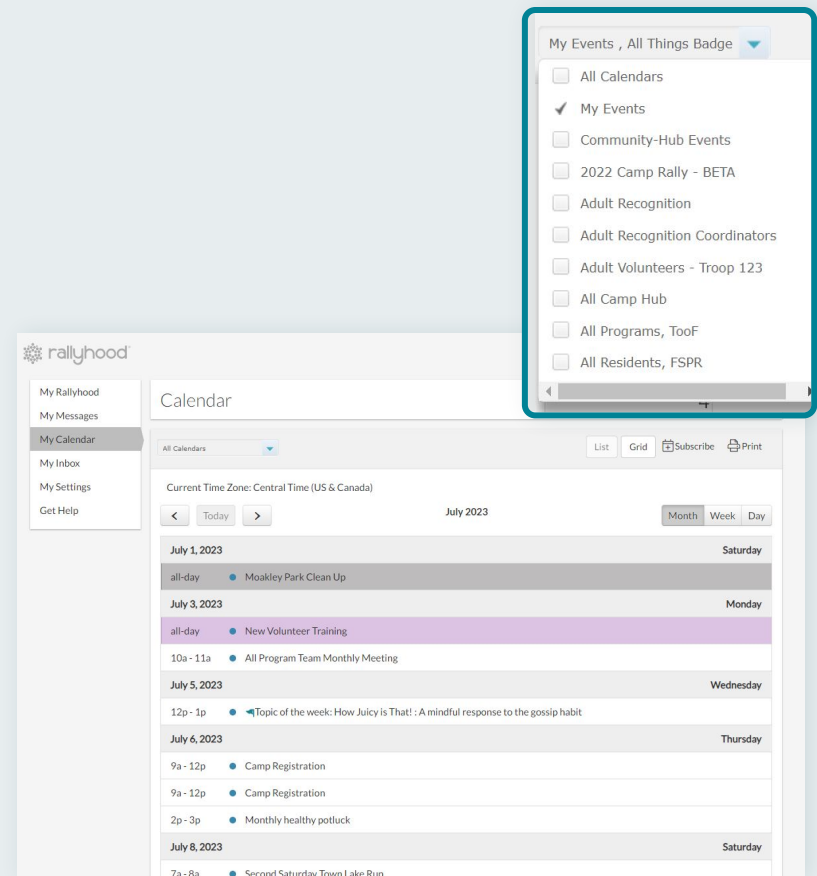 My Events , All Things Badge
All Calendars
My Events
Community-Hub Events
2022 Camp Rally - BETA
Adult Recognition
Adult Recognition Coordinators
Adult Volunteers - Troop 123
All Camp Hub
All Programs, TooF
All Residents, FSPR
rallyhood
My Rallyhood
My Messages
My Calendar
My Inbox
My Settings
Get Help
Calendar
All Calendars
List Grid Subscribe Print
Current Time Zone: Central Time (US & Canada)
Today July 2023 Month Week Day
July 1, 2023 Saturday
all-day Moakley Park Clean Up
July 3, 2023 Monday
all-day New Volunteer Training
10a - 11a All Program Team Monthly Meeting
July 5, 2023 Wednesday
12p - 1p Topic of the week: How Juicy is That! : A mindful response to the gossip habit
July 6, 2023 Thursday
9a - 12p Camp Registration
9a - 12p Camp Registration
2p - 3p Monthly healthy potluck
July 8, 2023 Saturday
7a - 8a Second Saturday Town Lake Run